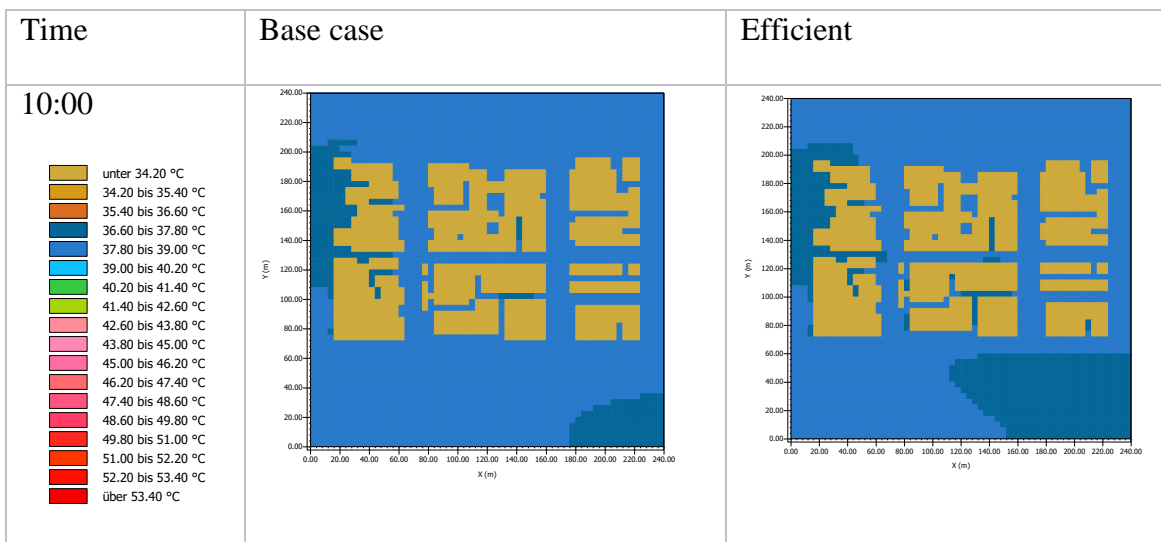 Time
Base case
Efficient
10:00
unter 34.20 °C
34.20 bis 35.40 °C
35.40 bis 36.60 °C
36.60 bis 37.80 °C
37.80 bis 39.00 °C
39.00 bis 40.20 °C
40.20 bis 41.40 °C
41.40 bis 42.60 °C
42.60 bis 43.80 °C
43.80 bis 45.00 °C
45.00 bis 46.20 °C
46.20 bis 47.40 °C
47.40 bis 48.60 °C
48.60 bis 49.80 °C
49.80 bis 51.00 °C
51.00 bis 52.20 °C
52.20 bis 53.40 °C
über 53.40 °C
240.00
220.00
200.00
180.00
160.00
140.00
120.00
100.00
80.00
60.00
40.00
20.00
0.00
Y (m)
0.00 20.00 40.00 60.00 80.00 100.00 120.00 140.00 160.00 180.00 200.00 220.00 240.00
X (m)
240.00
220.00
200.00
180.00
160.00
140.00
120.00
100.00
80.00
60.00
40.00
20.00
0.00
Y (m)
0.00 20.00 40.00 60.00 80.00 100.00 120.00 140.00 160.00 180.00 200.00 220.00 240.00
X (m)